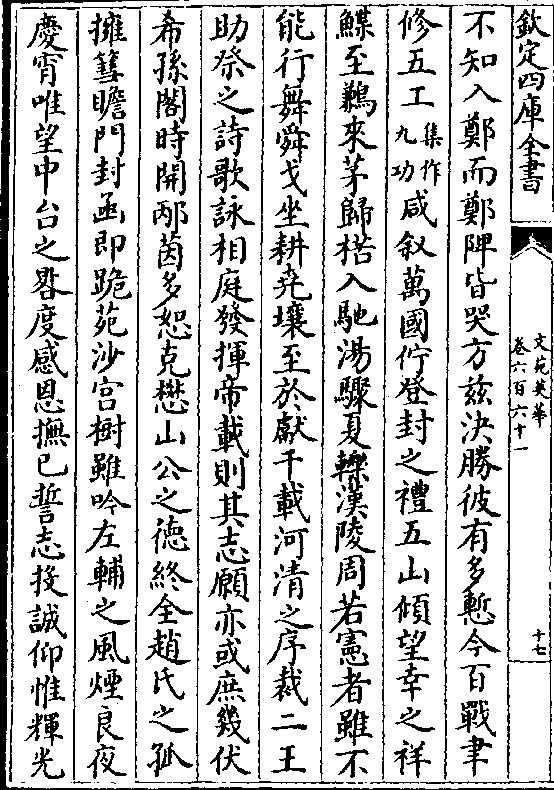 欽定四庫全書
文苑英華
卷六百六十一
十七
不知入鄭而鄭陴皆哭方兹決勝彼有多慙今百戰聿
修五工集作九功咸叙萬國佇登封之禮五山傾望幸之祥
鰈至鶼來茅歸楛入馳湯驟夏轢漢陵周若憲者雖不
能行舞舜戈坐耕堯壤至於獻千載河清之序裁二王
助祭之詩歌詠相庭發揮帝載則其志願亦或庶幾伏
希孫閣時開邴茵多恕克懋山公之德終全趙氏之孤
擁篲瞻門封函即跪苑沙宫樹雖吟左輔之風煙良夜
慶霄唯望中台之晷度感恩撫已誓志投誠仰惟輝光